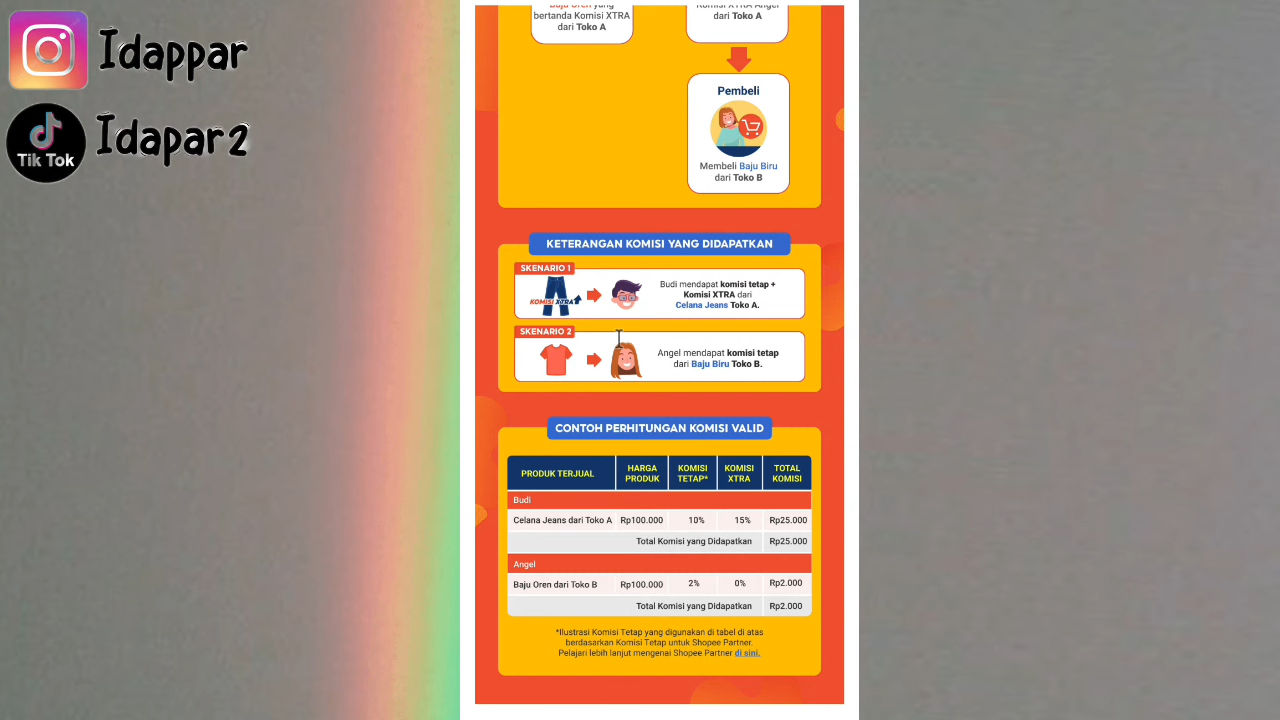 Idappar
Tik Tok
Idapar2
Baju Oren yang
bertanda Komisi XTRA
dari Toko A
Komisi XTRA Angel
dari Toko A
Pembeli
Membeli Baju Biru
dari Toko B
KETERANGAN KOMISI YANG DIDAPATKAN
SKENARIO 1
KOMISI XTRA
Budi mendapat komisi tetap +
Komisi XTRA dari
Celana Jeans Toko A.
SKENARIO 2
Angel mendapat komisi tetap
dari Baju Biru Toko B.
CONTOH PERHITUNGAN KOMISI VALID
PRODUK TERJUAL HARGA PRODUK KOMISI TETAP* KOMISI XTRA TOTAL KOMISI
Budi
Celana Jeans dari Toko A Rp100.000 10% 15% Rp25.000
Total Komisi yang Didapatkan Rp25.000
Angel
Baju Oren dari Toko B Rp100.000 2% 0% Rp2.000
Total Komisi yang Didapatkan Rp2.000
*Ilustrasi Komisi Tetap yang digunakan di tabel di atas
berdasarkan Komisi Tetap untuk Shopee Partner.
Pelajari lebih lanjut mengenai Shopee Partner di sini.